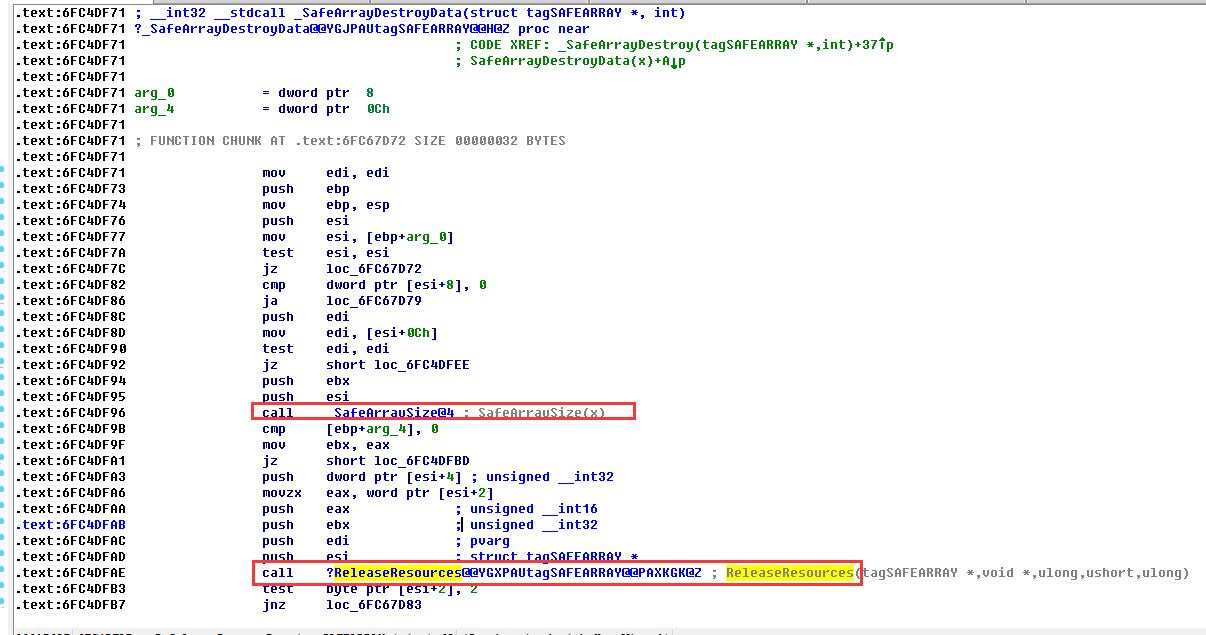 .text:6FC4DF71 ; __int32 __stdcall _SafeArrayDestroyData(struct tagSAFEARRAY *, int)
.text:6FC4DF71 ?_SafeArrayDestroyData@@YGJPAUtagSAFEARRAY@@H@Z proc near
.text:6FC4DF71 ; CODE XREF: _SafeArrayDestroy(tagSAFEARRAY *,int)+37↑p
.text:6FC4DF71 ; SafeArrayDestroyData(x)+A↓p
.text:6FC4DF71
.text:6FC4DF71 arg_0 = dword ptr 8
.text:6FC4DF71 arg_4 = dword ptr 0Ch
.text:6FC4DF71
.text:6FC4DF71 ; FUNCTION CHUNK AT .text:6FC67D72 SIZE 00000032 BYTES
.text:6FC4DF71
.text:6FC4DF71 mov edi, edi
.text:6FC4DF73 push ebp
.text:6FC4DF74 mov ebp, esp
.text:6FC4DF76 push esi
.text:6FC4DF77 mov esi, [ebp+arg_0]
.text:6FC4DF7A test esi, esi
.text:6FC4DF7C jz loc_6FC67D72
.text:6FC4DF82 cmp dword ptr [esi+8], 0
.text:6FC4DF86 ja loc_6FC67D79
.text:6FC4DF8C push edi
.text:6FC4DF8D mov edi, [esi+0Ch]
.text:6FC4DF90 test edi, edi
.text:6FC4DF92 jz short loc_6FC4DFEE
.text:6FC4DF94 push ebx
.text:6FC4DF95 push esi
.text:6FC4DF96 call _SafeArraySize@4 ; SafeArraySize(x)
.text:6FC4DF9B cmp [ebp+arg_4], 0
.text:6FC4DF9F mov ebx, eax
.text:6FC4DFA1 jz short loc_6FC4DFBD
.text:6FC4DFA3 push dword ptr [esi+4] ; unsigned __int32
.text:6FC4DFA6 movzx eax, word ptr [esi+2]
.text:6FC4DFAA push eax ; unsigned __int16
.text:6FC4DFAB push ebx ; unsigned __int32
.text:6FC4DFAC push edi ; pvarg
.text:6FC4DFAD push esi ; struct tagSAFEARRAY *
.text:6FC4DFAE call ?ReleaseResources@@YGXPAUtagSAFEARRAY@@PAXKGK@Z ; ReleaseResources(tagSAFEARRAY *,void *,ulong,ushort,ulong)
.text:6FC4DFB3 test byte ptr [esi+2], 2
.text:6FC4DFB7 jnz loc_6FC67D83